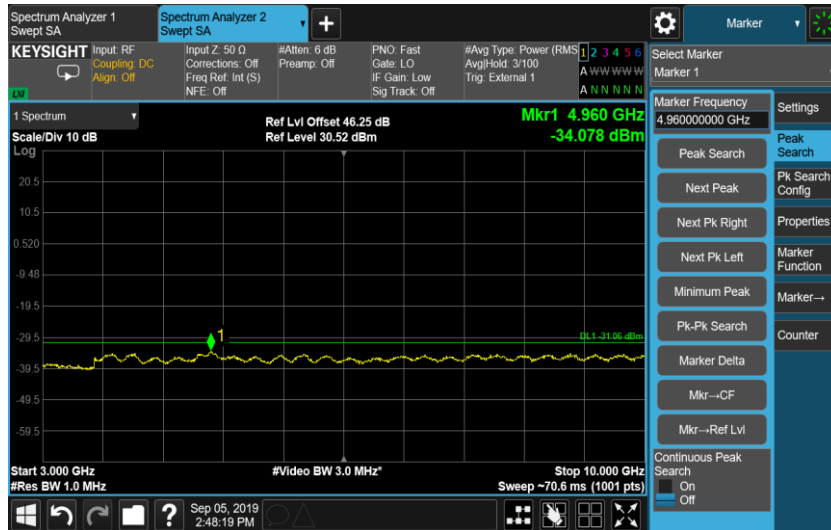 Spectrum Analyzer 1
Swept SA
Spectrum Analyzer 2
Swept SA
Marker
KEYSIGHT
Input: RF
Coupling: DC
Align: Off
Input Z: 50 Ω
Corrections: Off
Freq Ref: Int (S)
NFE: Off
#Atten: 6 dB
Preamp: Off
PNO: Fast
Gate: LO
IF Gain: Low
Sig Track: Off
#Avg Type: Power (RMS
Avg|Hold: 3/100
Trig: External 1
1 2 3 4 5 6
A W W W W W
A N N N N N
LXI
Select Marker
Marker 1
1 Spectrum
Scale/Div 10 dB
Log
Ref Lvl Offset 46.25 dB
Ref Level 30.52 dBm
Mkr1 4.960 GHz
-34.078 dBm
20.5
10.5
0.520
-9.48
-19.5
-29.5
-39.5
-49.5
-59.5
1
DL1 -31.06 dBm
Start 3.000 GHz
#Res BW 1.0 MHz
#Video BW 3.0 MHz*
Stop 10.000 GHz
Sweep ~70.6 ms (1001 pts)
Marker Frequency
4.960000000 GHz
Peak Search
Next Peak
Next Pk Right
Next Pk Left
Minimum Peak
Pk-Pk Search
Marker Delta
Mkr→CF
Mkr→Ref Lvl
Continuous Peak
Search
On
Off
Settings
Peak
Search
Pk Search
Config
Properties
Marker
Function
Marker→
Counter
?
Sep 05, 2019
2:48:19 PM